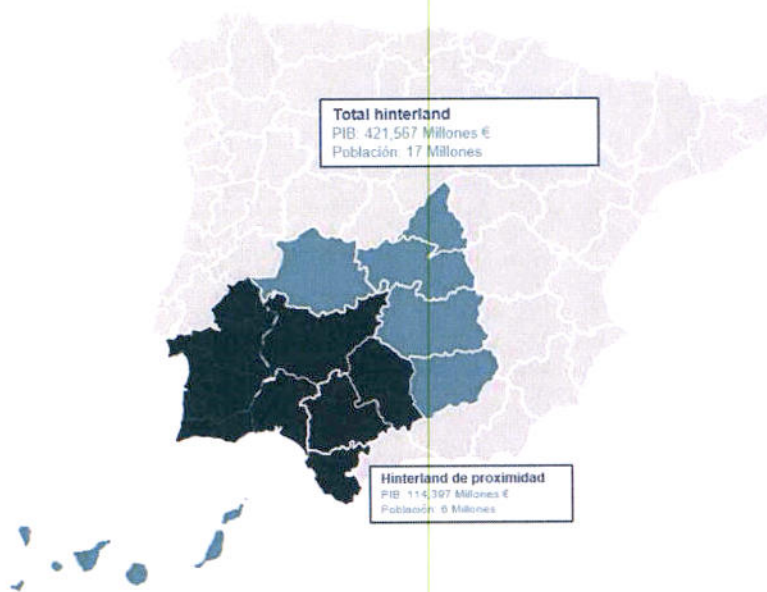 Total hinterland
PIB: 421,567 Millones €
Población: 17 Millones
Hinterland de proximidad
PIB: 114,397 Millones €
Población: 6 Millones